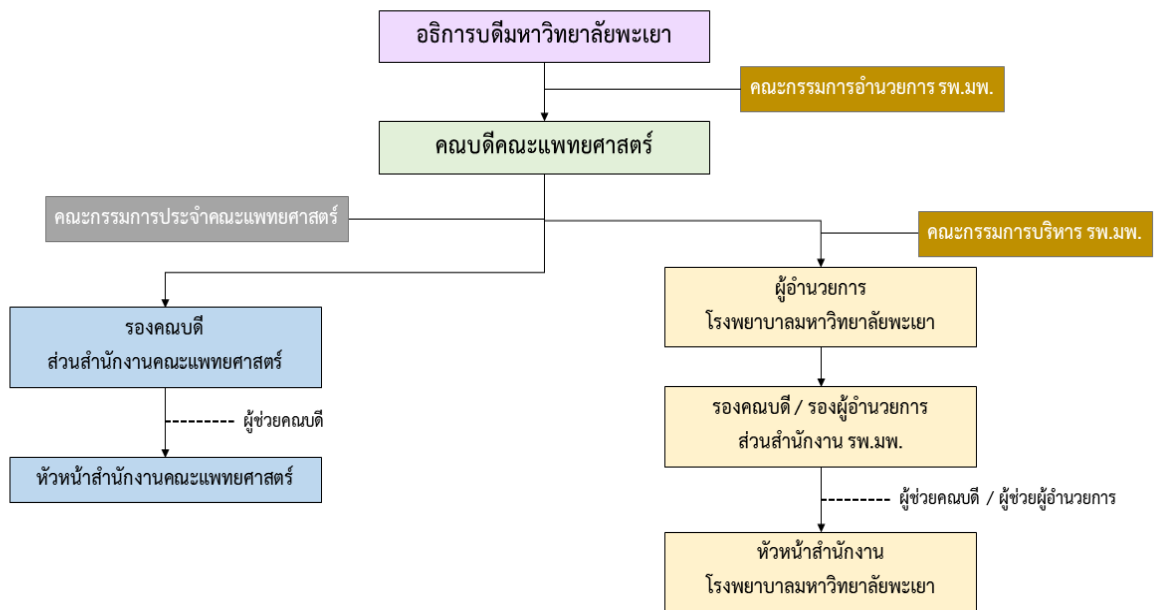 อธิการบดีมหาวิทยาลัยพะเยา
คณะกรรมการอำนวยการ รพ.มพ.
คณบดีคณะแพทยศาสตร์
คณะกรรมการประจำคณะแพทยศาสตร์
คณะกรรมการบริหาร รพ.มพ.
ผู้อำนวยการ
โรงพยาบาลมหาวิทยาลัยพะเยา
รองคณบดี
ส่วนสำนักงานคณะแพทยศาสตร์
รองคณบดี / รองผู้อำนวยการ
ส่วนสำนักงาน รพ.มพ.
ผู้ช่วยคณบดี
หัวหน้าสำนักงานคณะแพทยศาสตร์
ผู้ช่วยคณบดี / ผู้ช่วยผู้อำนวยการ
หัวหน้าสำนักงาน
โรงพยาบาลมหาวิทยาลัยพะเยา